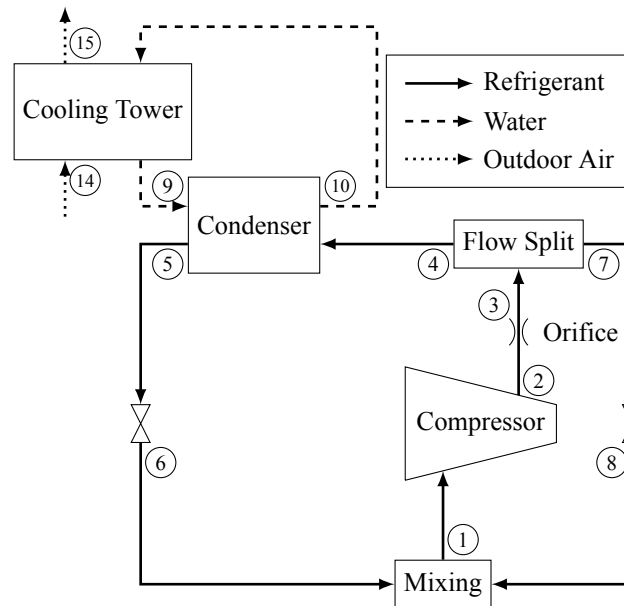 15
Cooling Tower
Refrigerant
Water
Outdoor Air
14
9
10
Condenser
Flow Split
5
4
7
3
Orifice
2
Compressor
6
8
1
Mixing